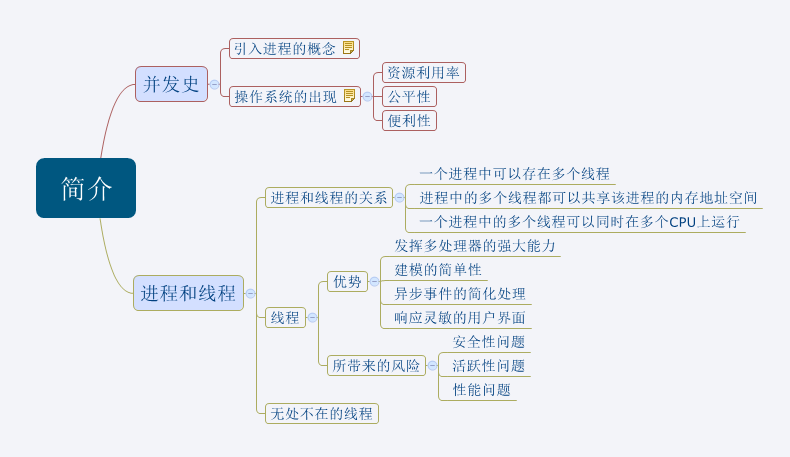 简介
并发史
引入进程的概念
操作系统的出现
资源利用率
公平性
便利性
进程和线程
进程和线程的关系
一个进程中可以存在多个线程
进程中的多个线程都可以共享该进程的内存地址空间
一个进程中的多个线程可以同时在多个CPU上运行
线程
优势
发挥多处理器的强大能力
建模的简单性
异步事件的简化处理
响应灵敏的用户界面
所带来的风险
安全性问题
活跃性问题
性能问题
无处不在的线程